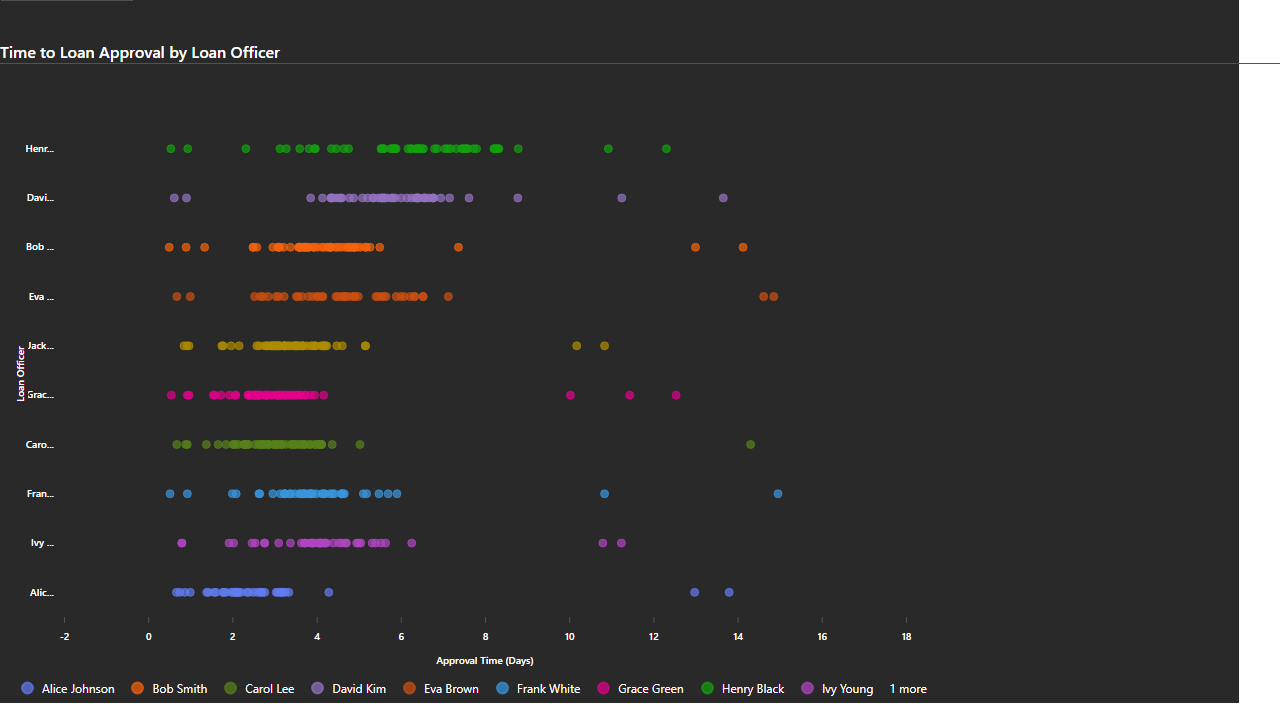 Time to Loan Approval by Loan Officer
Henr...
Davi...
Bob ...
Eva ...
Jack...
Grac...
Caro...
Fran...
Ivy ...
Alic...
Loan Officer
-2 0 2 4 6 8 10 12 14 16 18
Approval Time (Days)
Alice Johnson Bob Smith Carol Lee David Kim Eva Brown Frank White Grace Green Henry Black Ivy Young 1 more